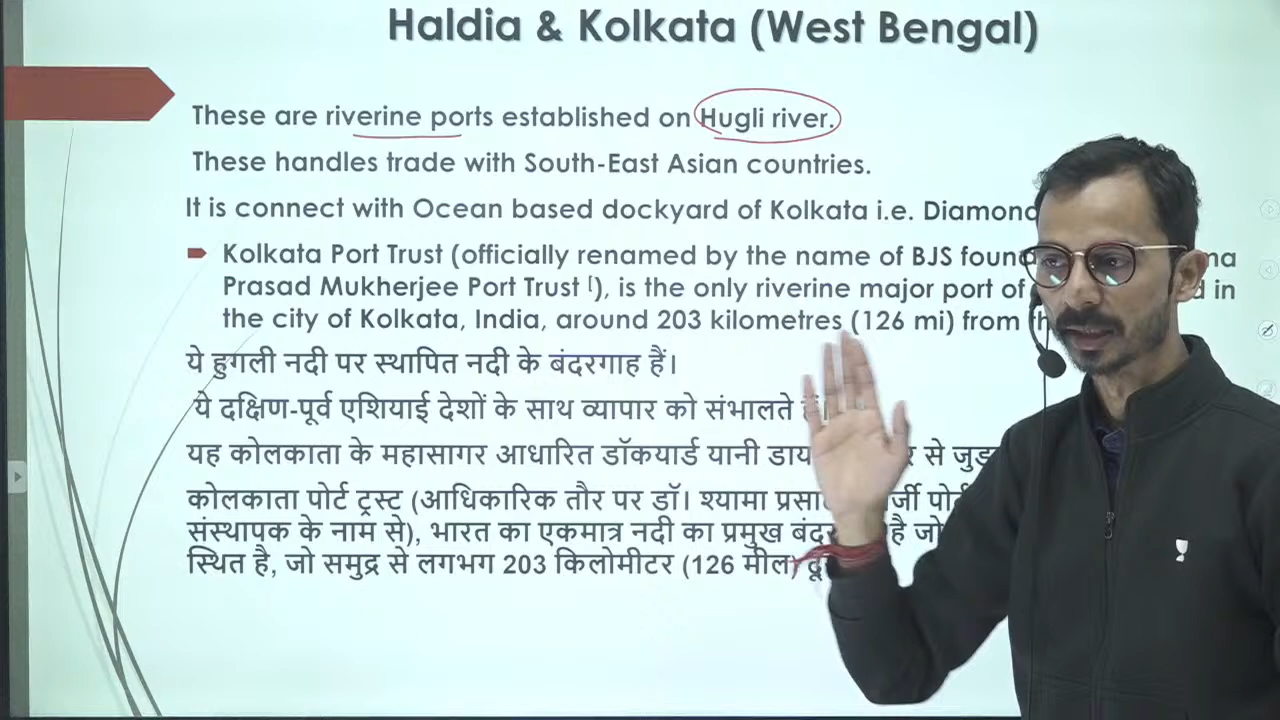 Haldia & Kolkata (West Bengal)
These are riverine ports established on Hugli river.
These handles trade with South-East Asian countries.
It is connect with Ocean based dockyard of Kolkata i.e. Diamond
Kolkata Port Trust (officially renamed by the name of BJS
Prasad Mukherjee Port Trust [), is the only riverine major port of in
the city of Kolkata, India, around 203 kilometres (126 mi) from
ये हुगली नदी पर स्थापित नदी के बंदरगाह हैं।
ये दक्षिण-पूर्व एशियाई देशों के साथ व्यापार को संभालते
यह कोलकाता के महासागर आधारित डॉकयार्ड यानी से
कोलकाता पोर्ट ट्रस्ट (आधिकारिक तौर पर डॉ। श्यामा
संस्थापक के नाम से), भारत का एकमात्र नदी का प्रमुख है जो
स्थित है, जो समुद्र से लगभग 203 किलोमीटर (126 मील)